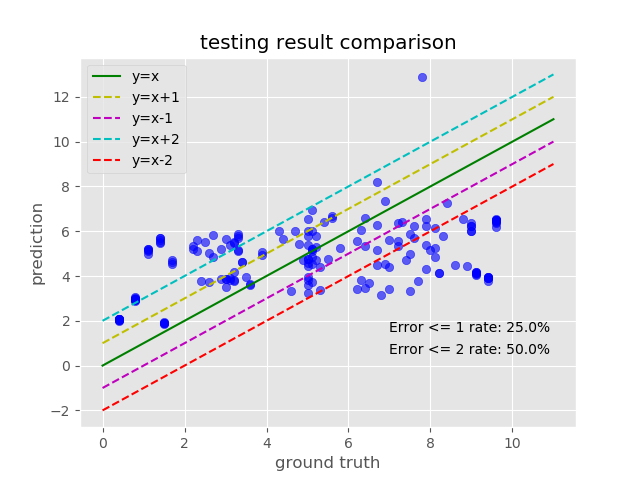 testing result comparison
y=x
y=x+1
y=x-1
y=x+2
y=x-2
12
10
8
6
4
2
0
−2
prediction
Error <= 1 rate: 25.0%
Error <= 2 rate: 50.0%
0 2 4 6 8 10
ground truth